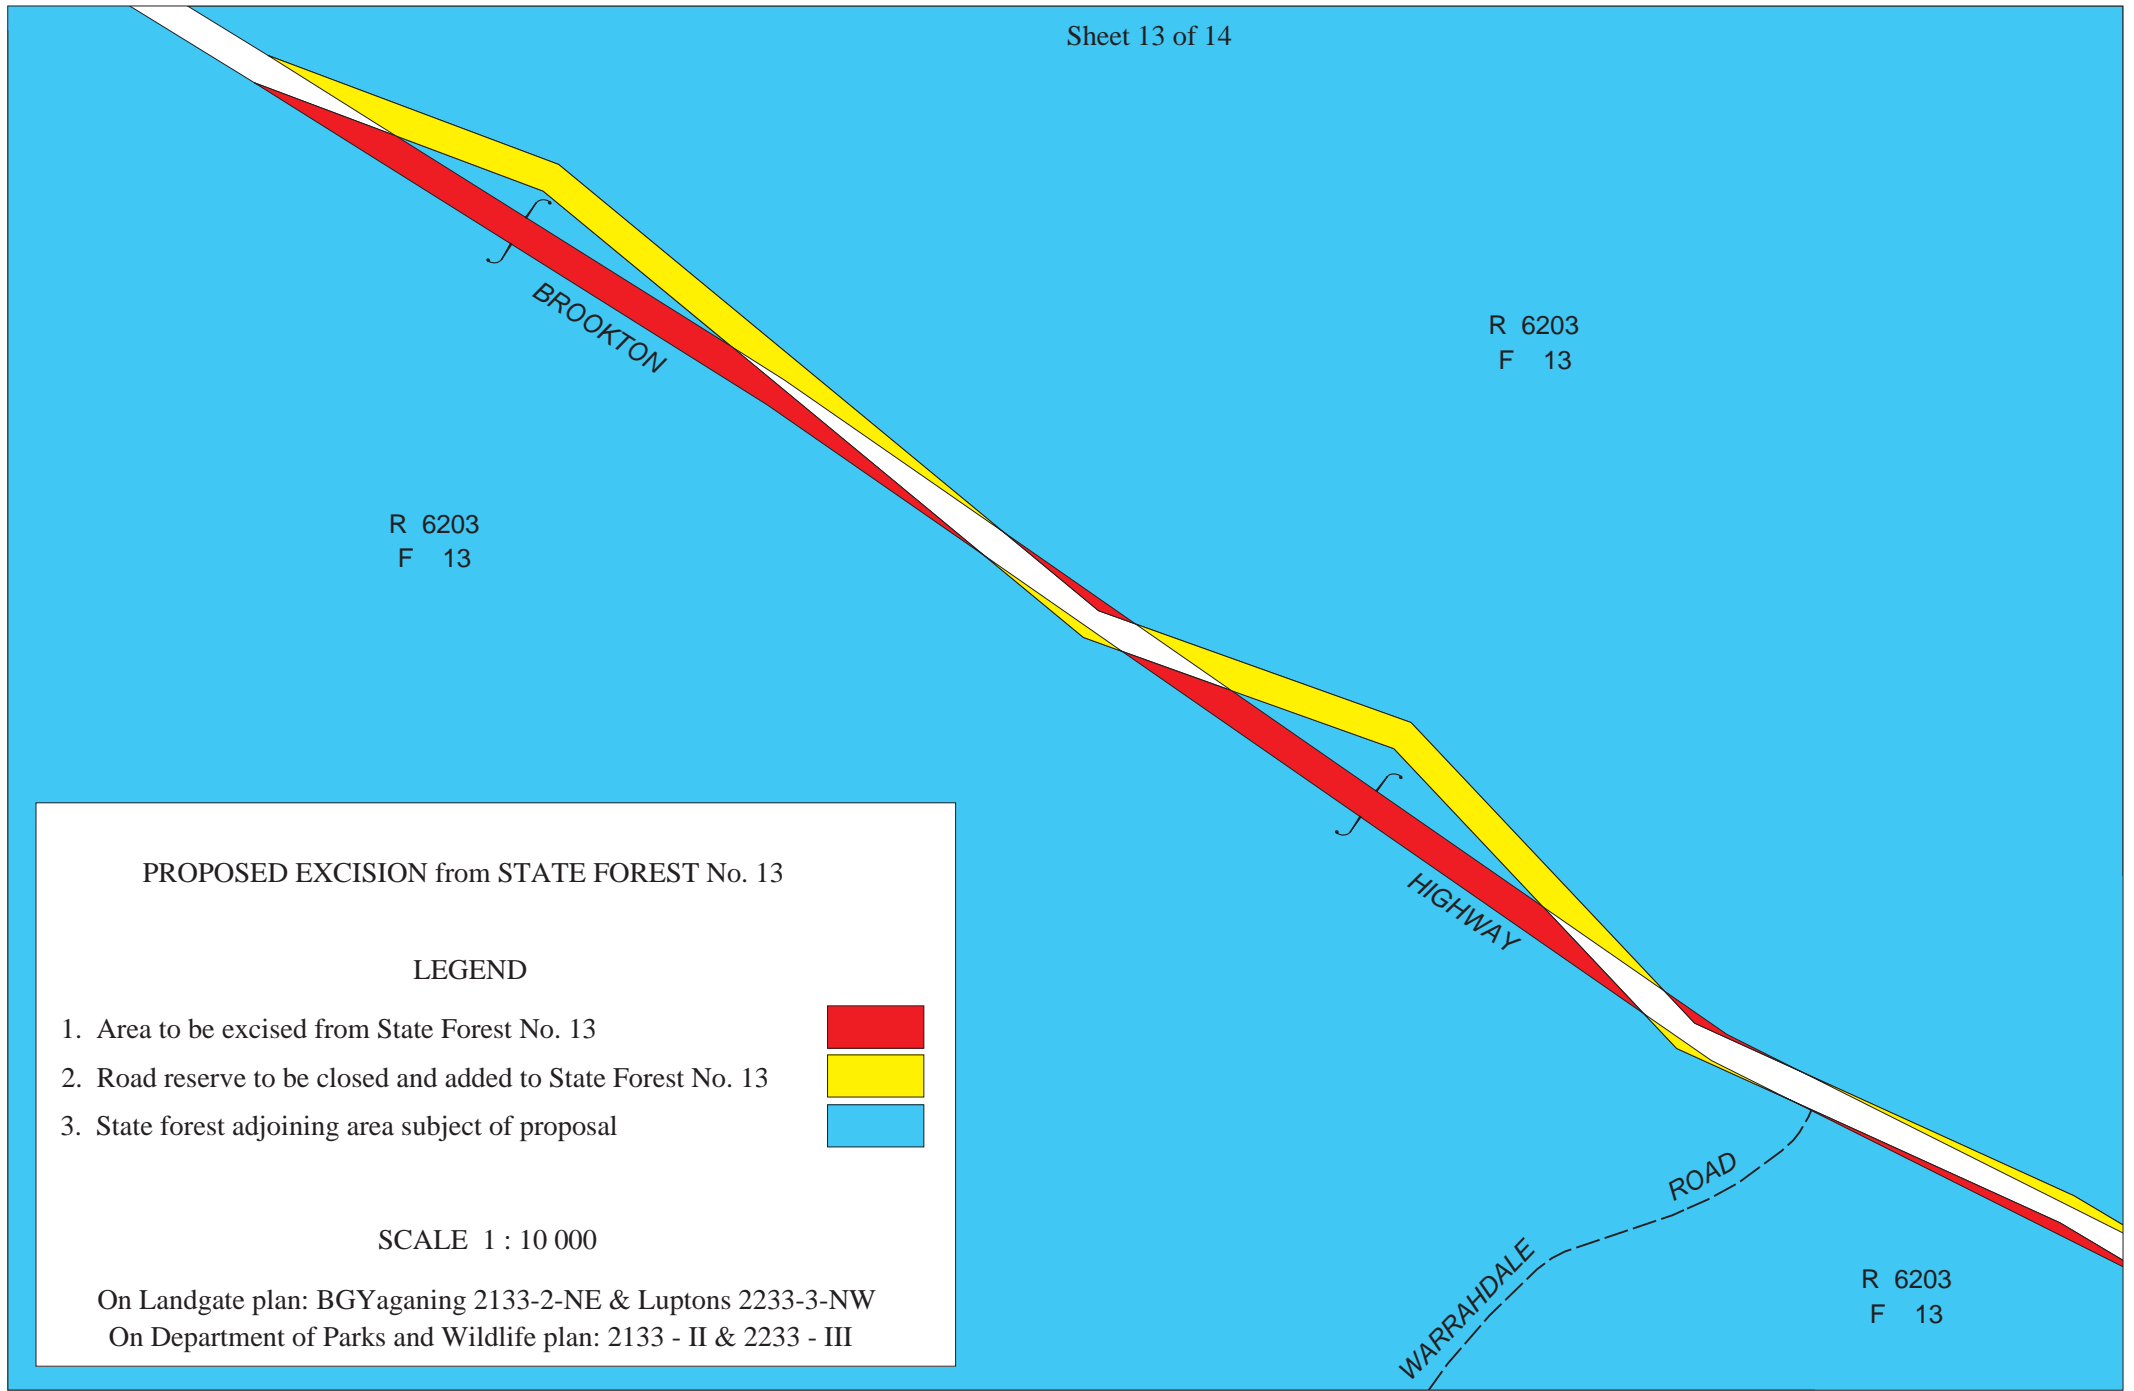 Sheet 13 of 14
R 6203
F 13
BROOKTON
R 6203
F 13
HIGHWAY
PROPOSED EXCISION from STATE FOREST No. 13
LEGEND
1. Area to be excised from State Forest No. 13
2. Road reserve to be closed and added to State Forest No. 13
3. State forest adjoining area subject of proposal
SCALE 1 : 10 000
On Landgate plan: BGYaganing 2133-2-NE & Luptons 2233-3-NW
On Department of Parks and Wildlife plan: 2133 - II & 2233 - III
WARRAHDALE ROAD
R 6203
F 13